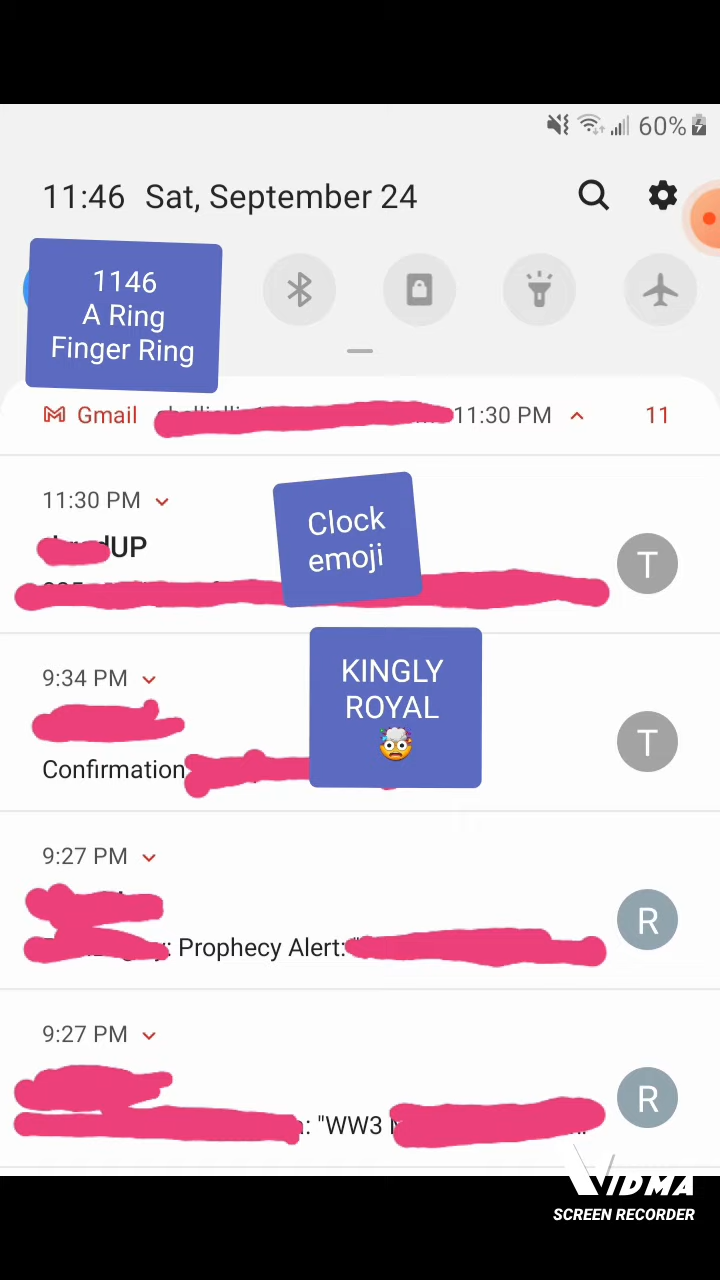 60%
11:46 Sat, September 24
1146
A Ring
Finger Ring
Gmail 11:30 PM 11
11:30 PM
UP
T
Clock
emoji
9:34 PM
Confirmation
T
KINGLY
ROYAL
🤯
9:27 PM
: Prophecy Alert: "
R
9:27 PM
: "WW3
R
VIDMA
SCREEN RECORDER